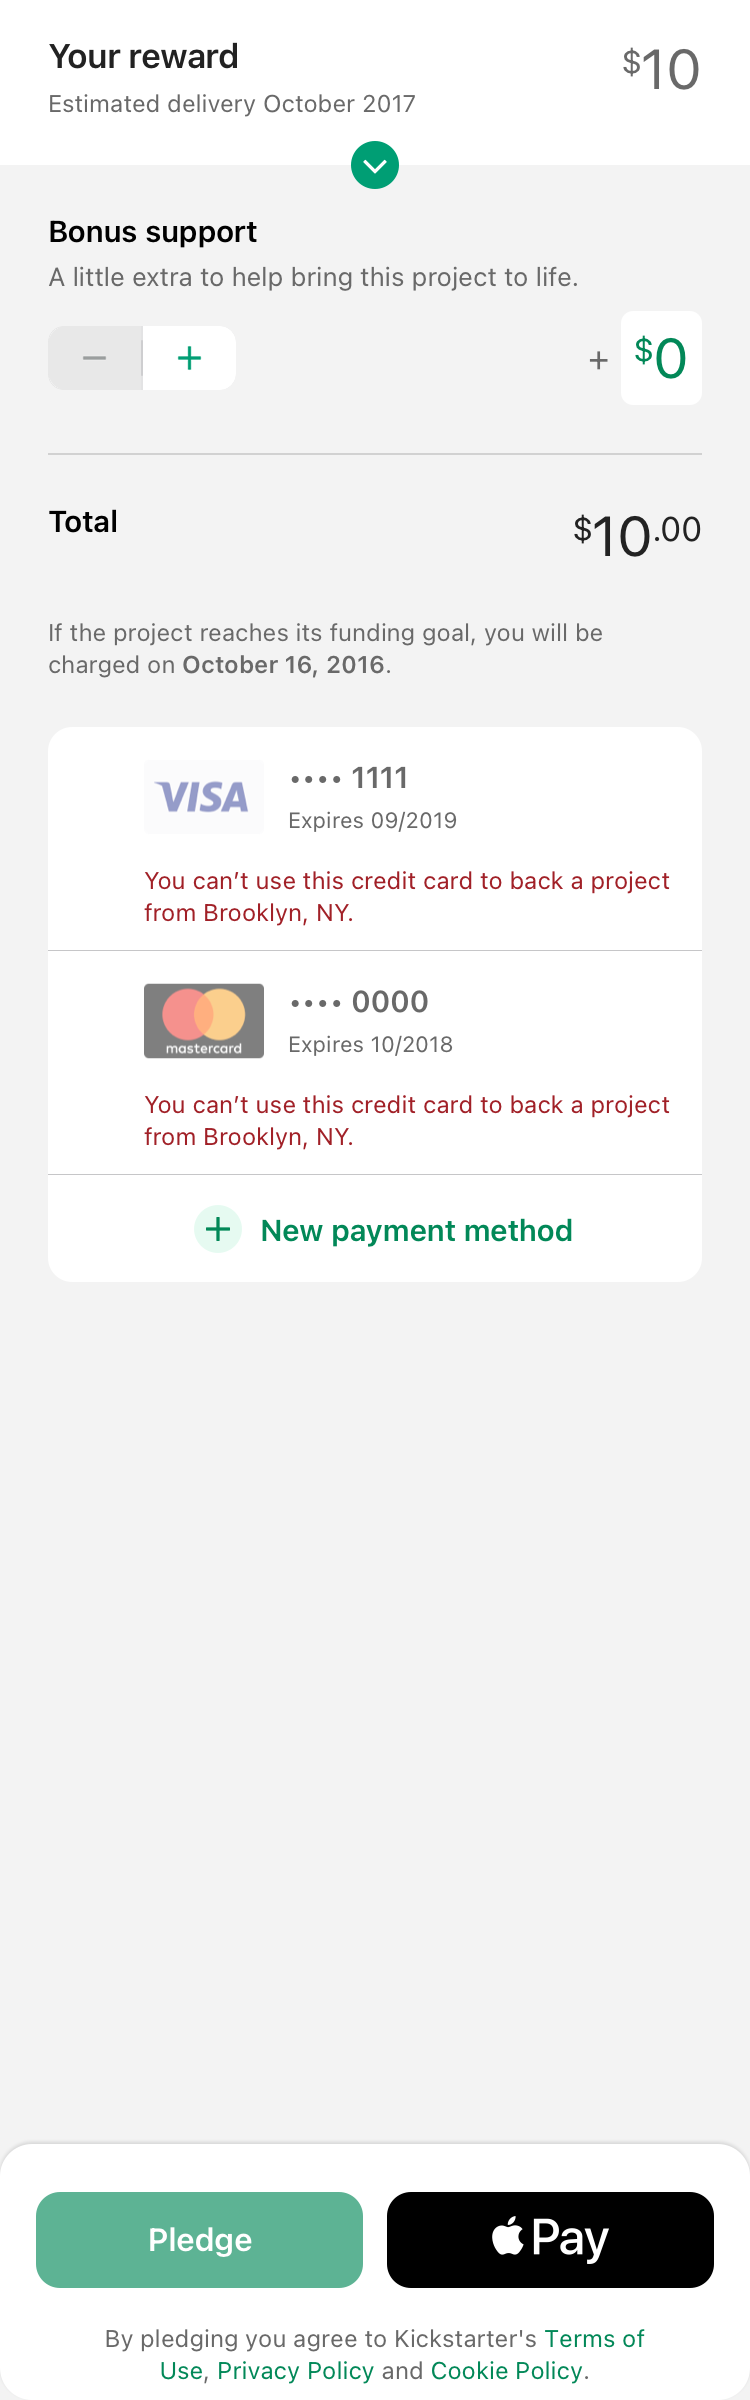 Your reward
$10
Estimated delivery October 2017
Bonus support
A little extra to help bring this project to life.
− + + $0
Total
$10.00
If the project reaches its funding goal, you will be
charged on October 16, 2016.
VISA •••• 1111
Expires 09/2019
You can’t use this credit card to back a project
from Brooklyn, NY.
•••• 0000
mastercard
Expires 10/2018
You can’t use this credit card to back a project
from Brooklyn, NY.
+ New payment method
Pledge
Pay
By pledging you agree to Kickstarter's Terms of
Use, Privacy Policy and Cookie Policy.